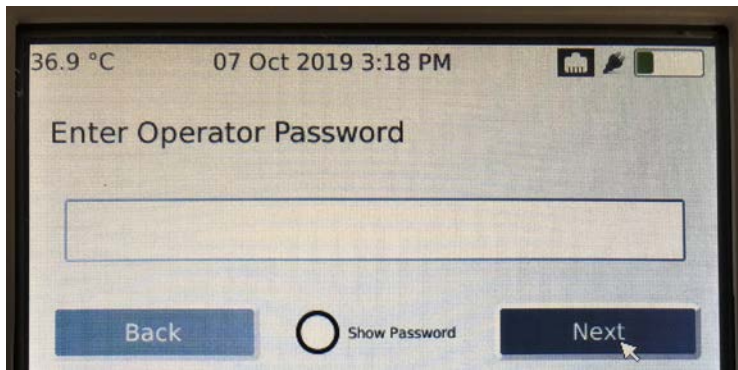 36.9 °C 07 Oct 2019 3:18 PM
Enter Operator Password
Back Show Password Next